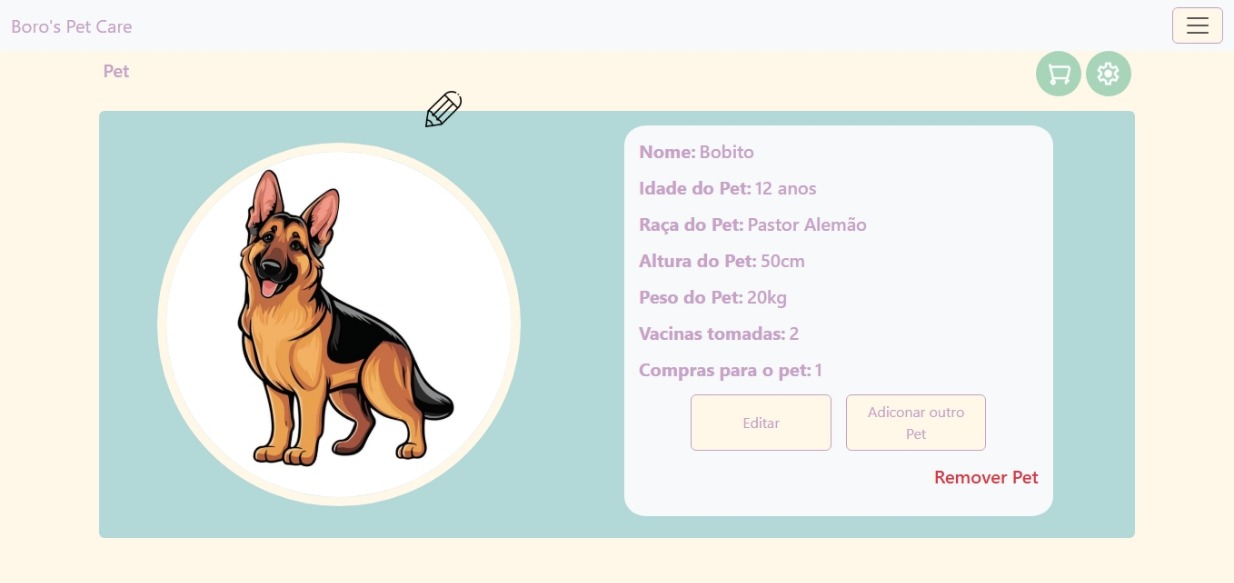 Boro's Pet Care
Pet
Nome: Bobito
Idade do Pet: 12 anos
Raça do Pet: Pastor Alemão
Altura do Pet: 50cm
Peso do Pet: 20kg
Vacinas tomadas: 2
Compras para o pet: 1
Editar
Adiconar outro
Pet
Remover Pet